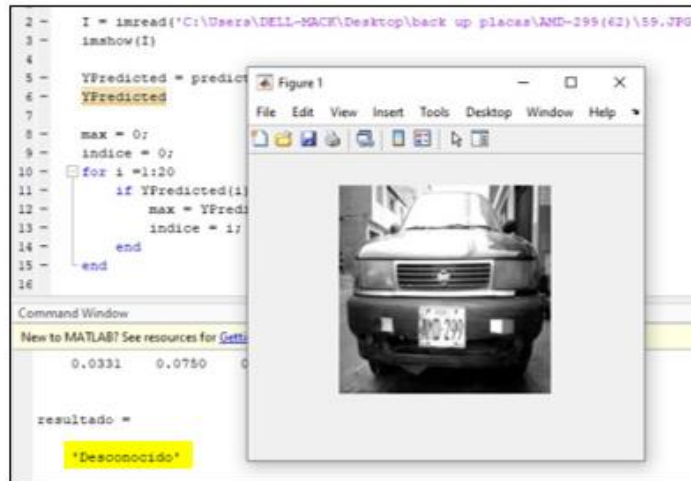 2 - I = imread('C:\Users\DELL-MACK\Desktop\back up placas\AMD-299(62)\59.JPG
3 - imshow(I)
4
5 - YPredicted = predict
6 - YPredicted
7
8 - max = 0;
9 - indice = 0;
10 - for i =1:20
11 - if YPredicted(i)
12 - max = YPredi
13 - indice = i;
14 - end
15 - end
16
Figure 1
File Edit View Insert Tools Desktop Window Help
AMD-299
Command Window
New to MATLAB? See resources for Getti
0.0331 0.0750 0
resultado =
'Desconocido'